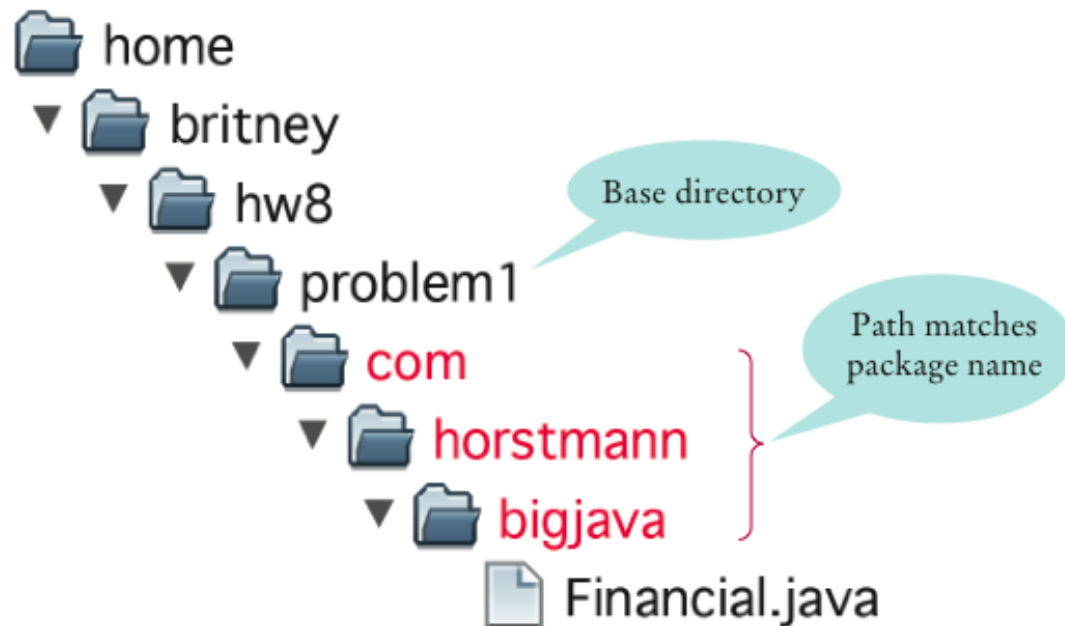 home
britney
hw8
Base directory
problem1
Path matches
package name
com
horstmann
bigjava
Financial.java